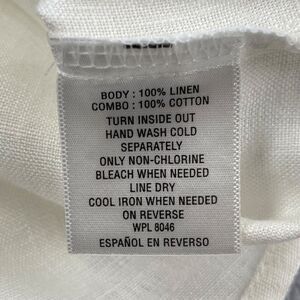 BODY : 100% LINEN
COMBO : 100% COTTON
TURN INSIDE OUT
HAND WASH COLD
SEPARATELY
ONLY NON-CHLORINE
BLEACH WHEN NEEDED
LINE DRY
COOL IRON WHEN NEEDED
ON REVERSE
WPL 8046
ESPAÑOL EN REVERSO